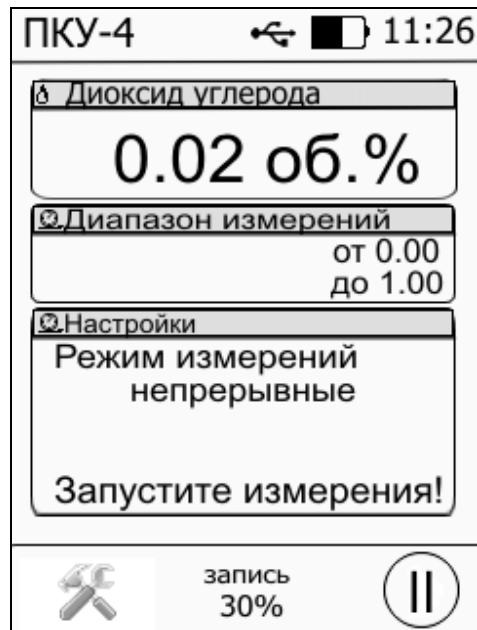 ПКУ-4 11:26
Диоксид углерода
0.02 об.%
Диапазон измерений
от 0.00
до 1.00
Настройки
Режим измерений
непрерывные
Запустите измерения!
запись
30%